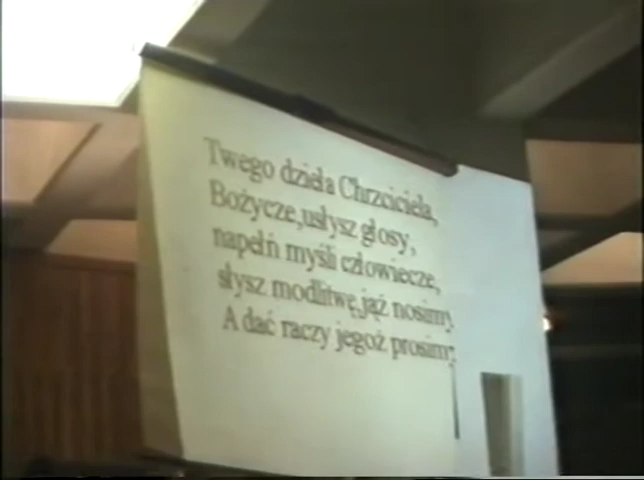 Twego dzieła Chrzciciela,
Bożycze,usłysz głosy,
napełń myśli człowiecze,
słysz modlitwę,jąż nosimy
A dać raczy jegoż prosimy